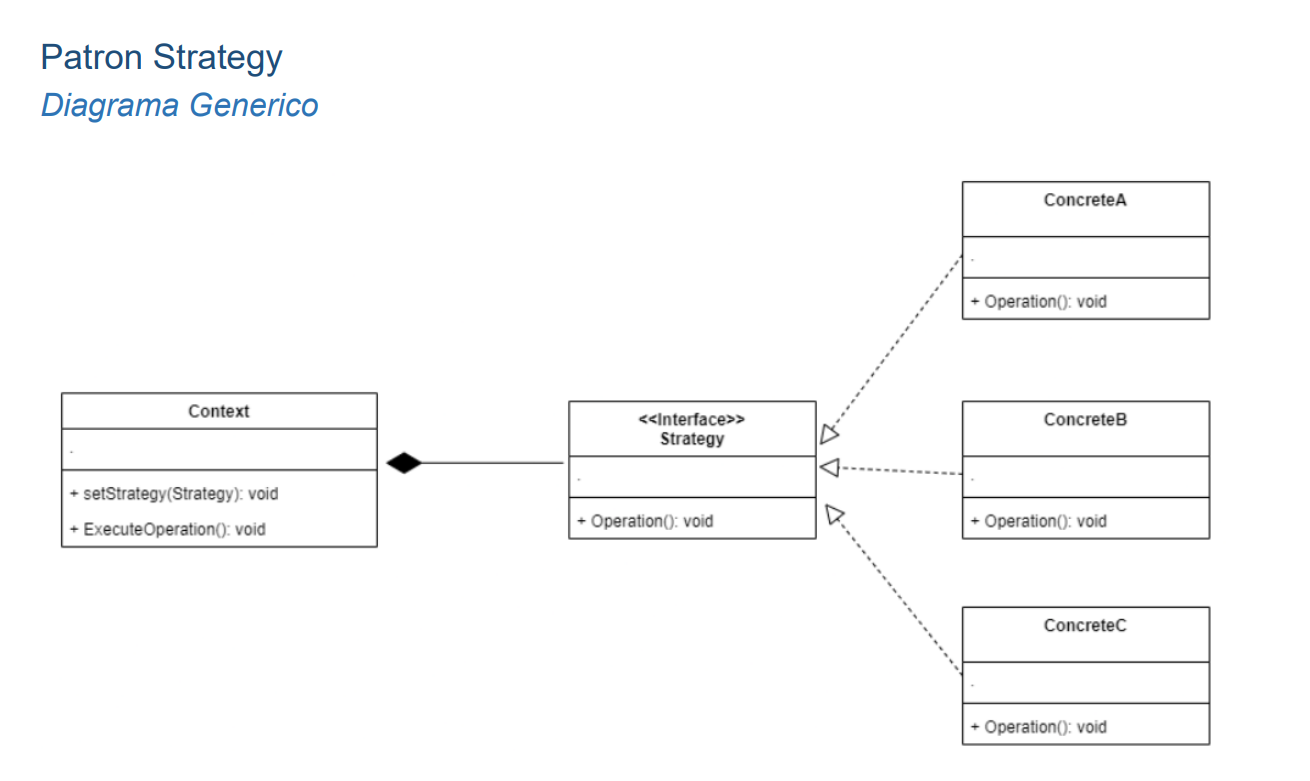 Patron Strategy
Diagrama Generico
ConcreteA
.
+ Operation(): void
Context
.
+ setStrategy(Strategy): void
+ ExecuteOperation(): void
<<Interface>>
Strategy
.
+ Operation(): void
ConcreteB
.
+ Operation(): void
ConcreteC
.
+ Operation(): void